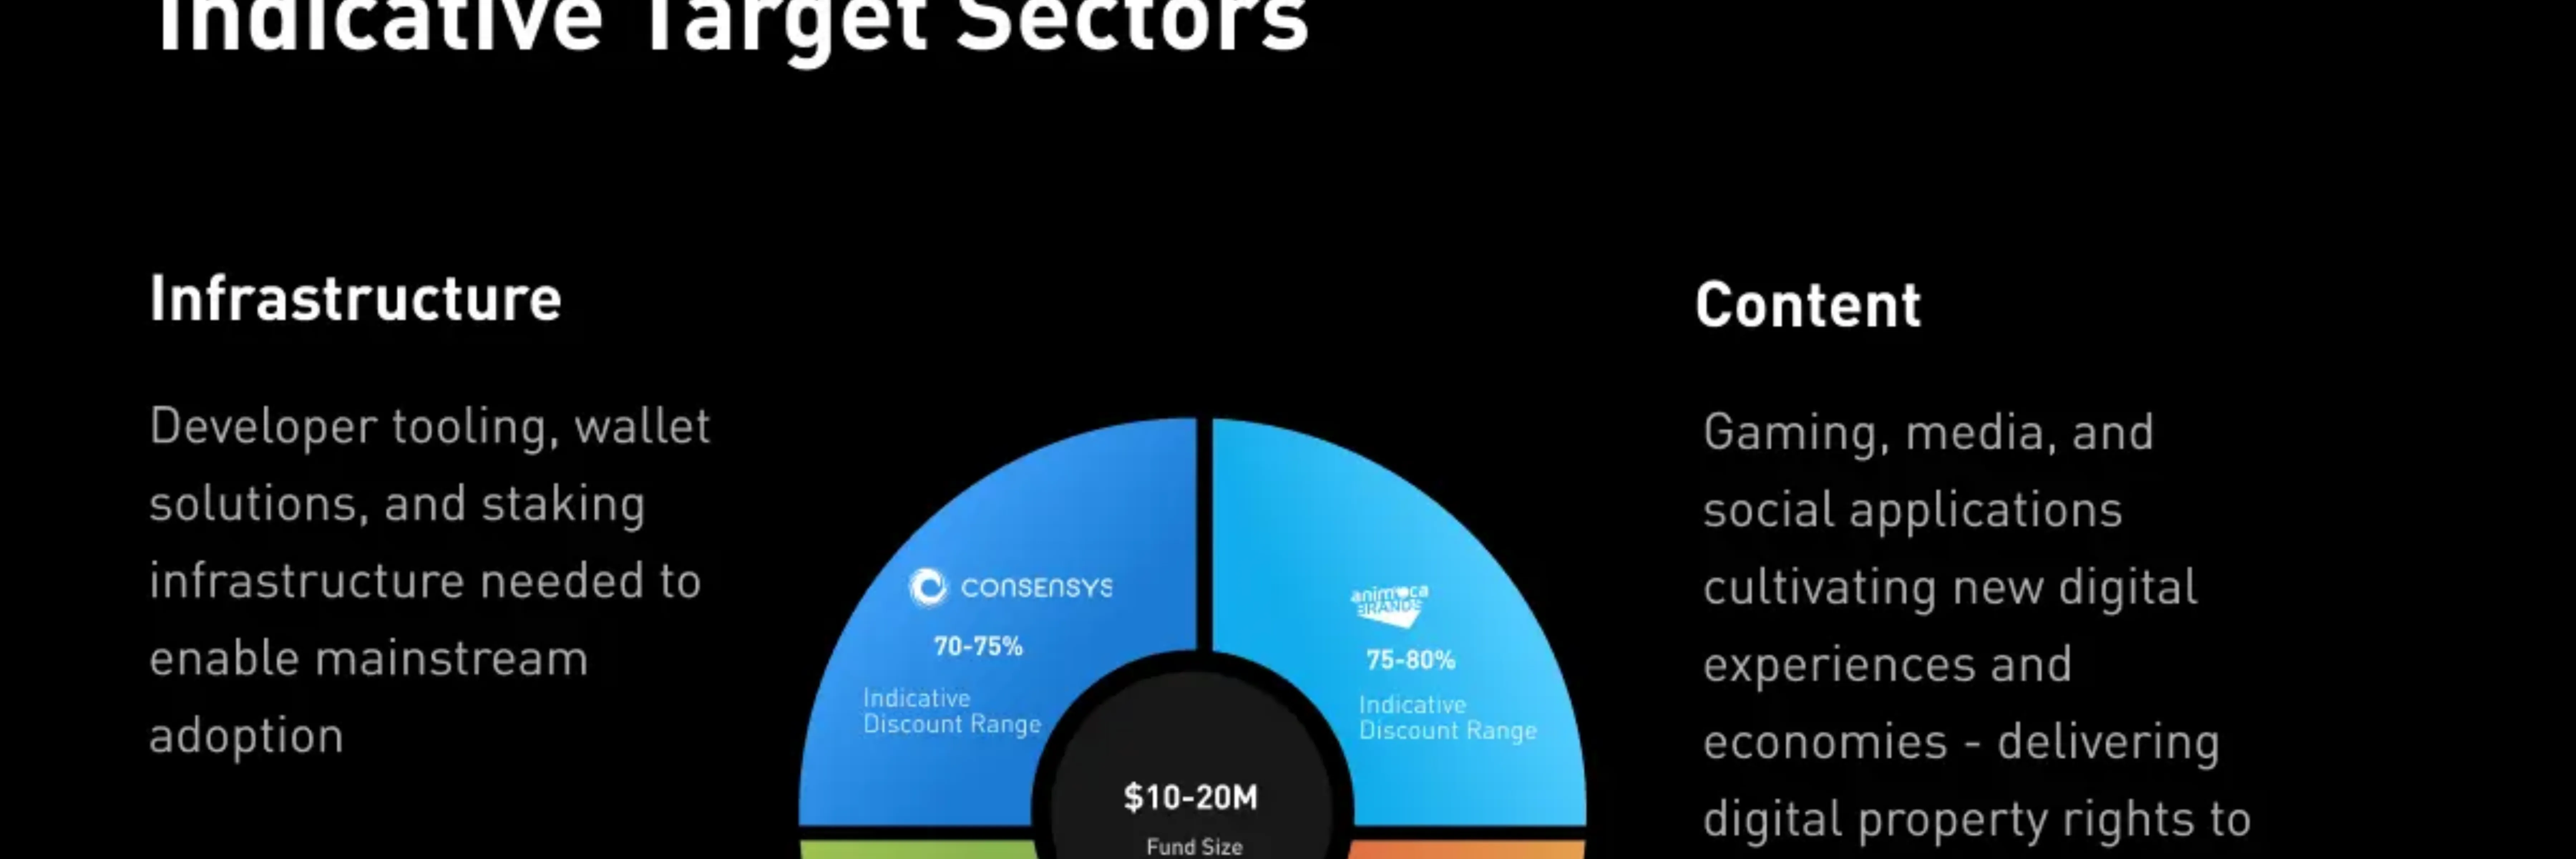 Indicative Target Sectors
Infrastructure
Developer tooling, wallet
solutions, and staking
infrastructure needed to
enable mainstream
adoption
CONSENSYS
70-75%
Indicative
Discount Range
animoca
BRANDS
75-80%
Indicative
Discount Range
$10-20M
Fund Size
Content
Gaming, media, and
social applications
cultivating new digital
experiences and
economies - delivering
digital property rights to